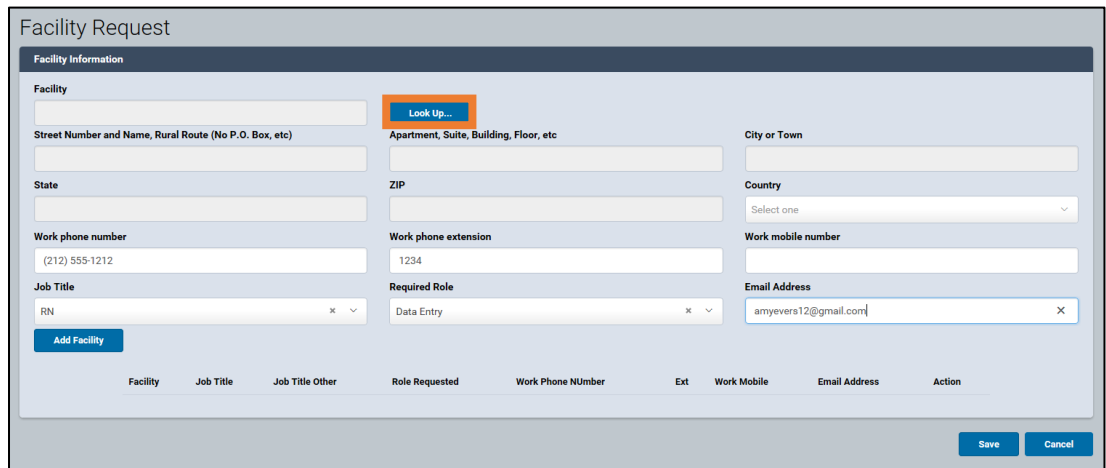 Facility Request
Facility Information
Facility
Look Up...
Street Number and Name, Rural Route (No P.O. Box, etc) Apartment, Suite, Building, Floor, etc City or Town
State ZIP Country
Select one
Work phone number Work phone extension Work mobile number
(212) 555-1212 1234
Job Title Required Role Email Address
RN × Data Entry × amyevers12@gmail.com ×
Add Facility
Facility Job Title Job Title Other Role Requested Work Phone NUmber Ext Work Mobile Email Address Action
Save Cancel